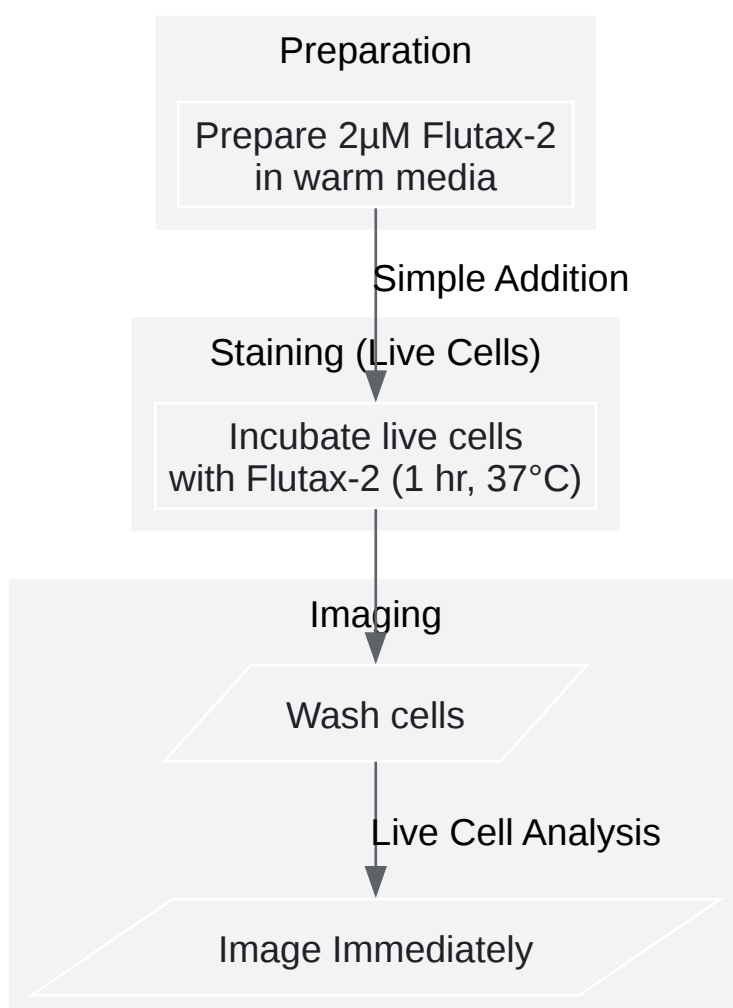 Preparation
Prepare 2µM Flutax-2
in warm media
Simple Addition
Staining (Live Cells)
Incubate live cells
with Flutax-2 (1 hr, 37°C)
Imaging
Wash cells
Live Cell Analysis
Image Immediately